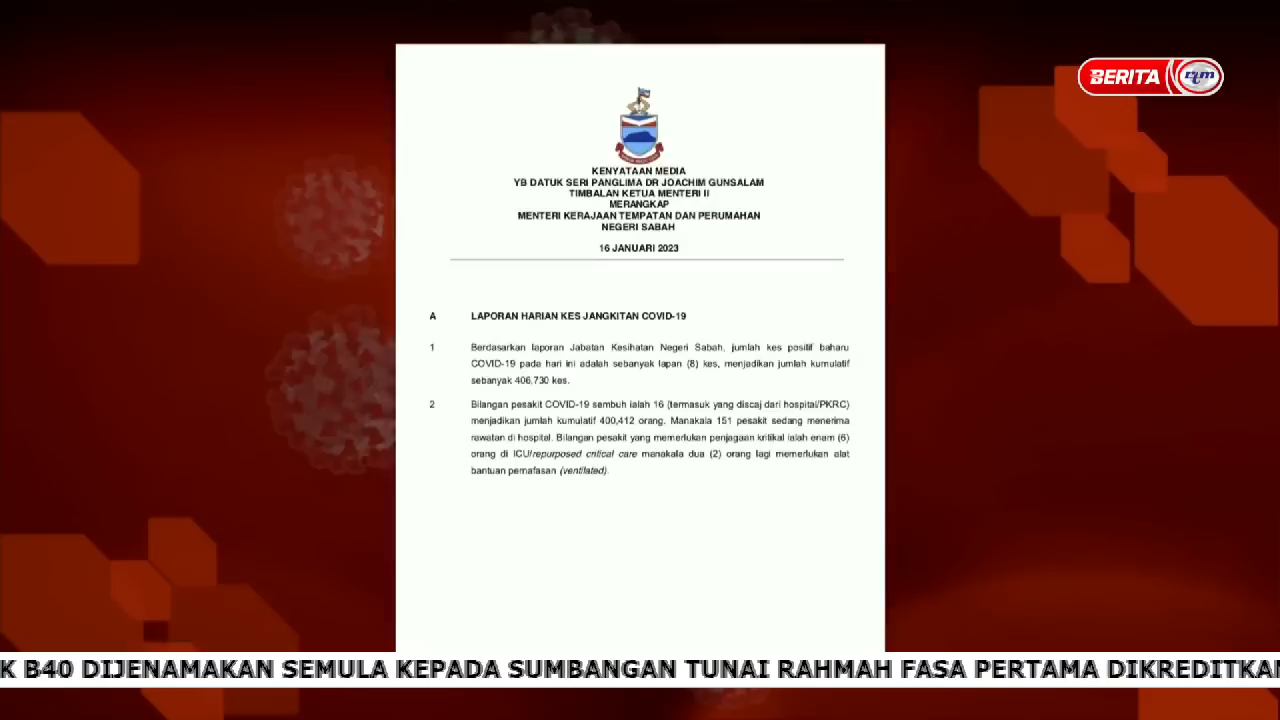 BERITA rtm
KENYATAAN MEDIA
YB DATUK SERI PANGLIMA DR JOACHIM GUNSALAM
TIMBALAN KETUA MENTERI II
MERANGKAP
MENTERI KERAJAAN TEMPATAN DAN PERUMAHAN
NEGERI SABAH
16 JANUARI 2023
A LAPORAN HARIAN KES JANGKITAN COVID-19
1 Berdasarkan laporan Jabatan Kesihatan Negeri Sabah, jumlah kes positif baharu
COVID-19 pada hari ini adalah sebanyak lapan (8) kes, menjadikan jumlah kumulatif
sebanyak 406,730 kes.
2 Bilangan pesakit COVID-19 sembuh ialah 16 (termasuk yang discaj dari hospital/PKRC)
menjadikan jumlah kumulatif 400,412 orang. Manakala 151 pesakit sedang menerima
rawatan di hospital. Bilangan pesakit yang memerlukan penjagaan kritikal ialah enam (6)
orang di ICU/repurposed critical care manakala dua (2) orang lagi memerlukan alat
bantuan pernafasan (ventilated).
K B40 DIJENAMAKAN SEMULA KEPADA SUMBANGAN TUNAI RAHMAH FASA PERTAMA DIKREDITKAN